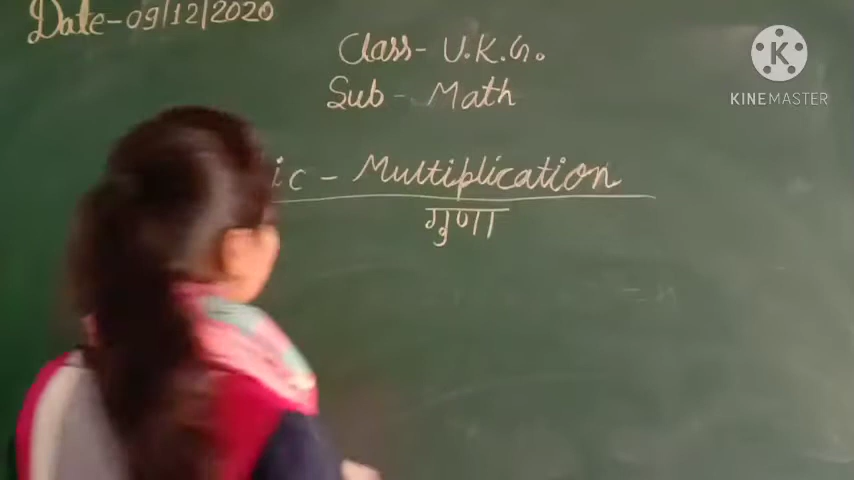 Date-09/12/2020
Class- U.K.G.
Sub - Math
ic - Multiplication
गुणा
K
KINEMASTER